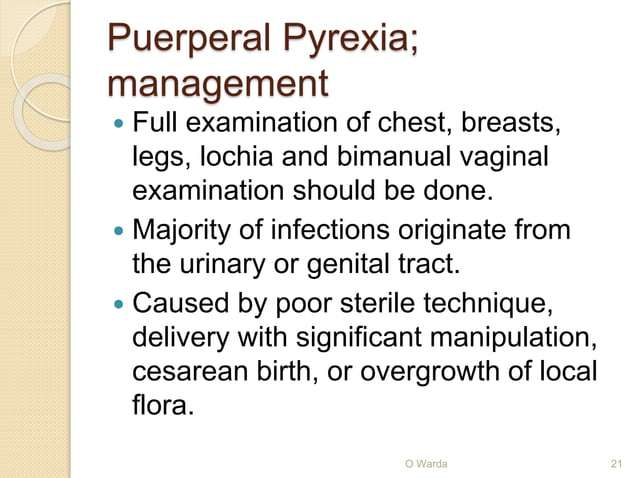 Puerperal Pyrexia;
management
• Full examination of chest, breasts,
legs, lochia and bimanual vaginal
examination should be done.
• Majority of infections originate from
the urinary or genital tract.
• Caused by poor sterile technique,
delivery with significant manipulation,
cesarean birth, or overgrowth of local
flora.
O Warda
21